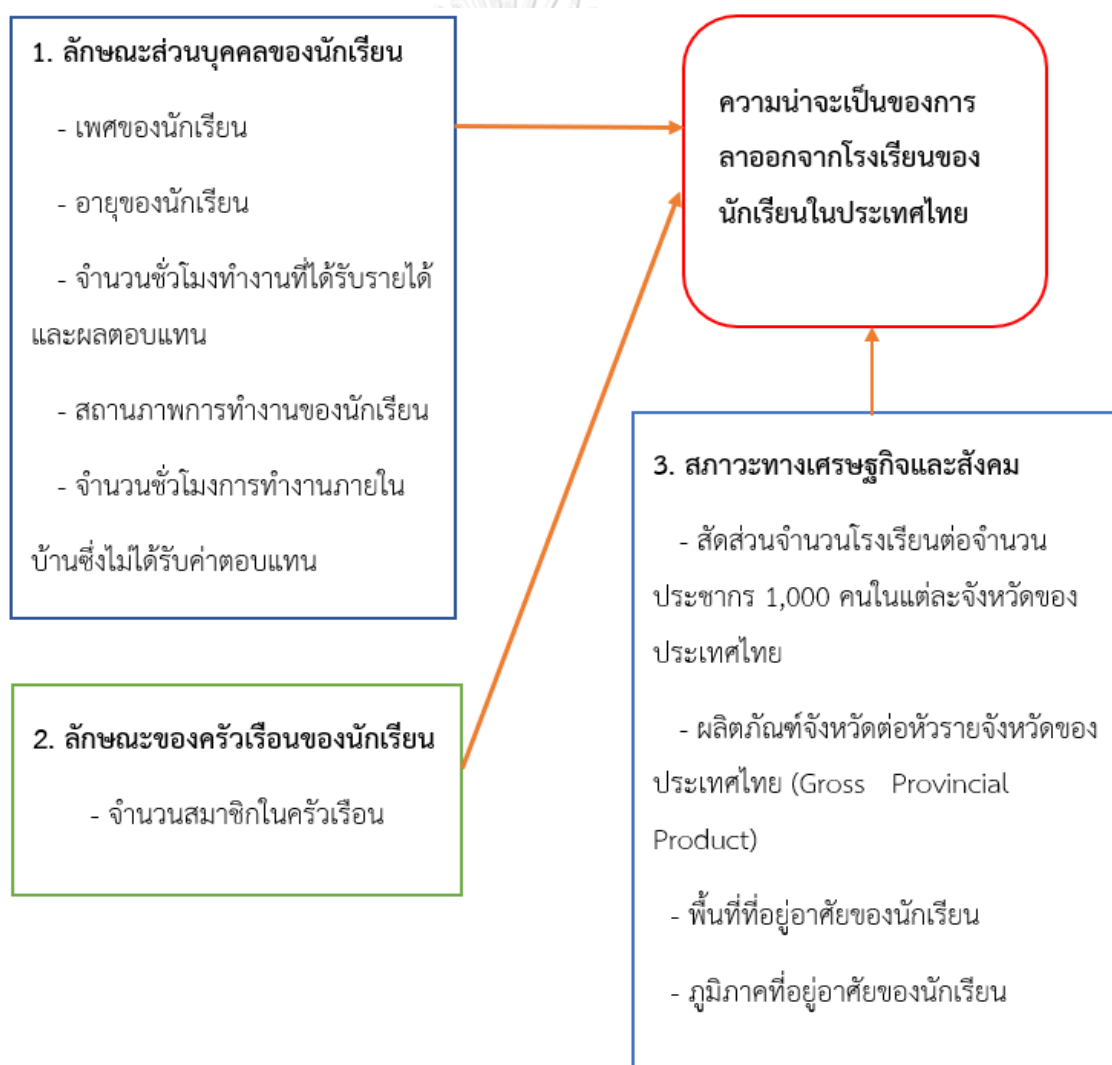 1. ลักษณะส่วนบุคคลของนักเรียน
- เพศของนักเรียน
- อายุของนักเรียน
- จำนวนชั่วโมงทำงานที่ได้รับรายได้
และผลตอบแทน
- สถานภาพการทำงานของนักเรียน
- จำนวนชั่วโมงการทำงานภายใน
บ้านซึ่งไม่ได้รับค่าตอบแทน
2. ลักษณะของครัวเรือนของนักเรียน
- จำนวนสมาชิกในครัวเรือน
ความน่าจะเป็นของการ
ลาออกจากโรงเรียนของ
นักเรียนในประเทศไทย
3. สภาวะทางเศรษฐกิจและสังคม
- สัดส่วนจำนวนโรงเรียนต่อจำนวน
ประชากร 1,000 คนในแต่ละจังหวัดของ
ประเทศไทย
- ผลิตภัณฑ์จังหวัดต่อหัวรายจังหวัดของ
ประเทศไทย (Gross Provincial
Product)
- พื้นที่ที่อยู่อาศัยของนักเรียน
- ภูมิภาคที่อยู่อาศัยของนักเรียน